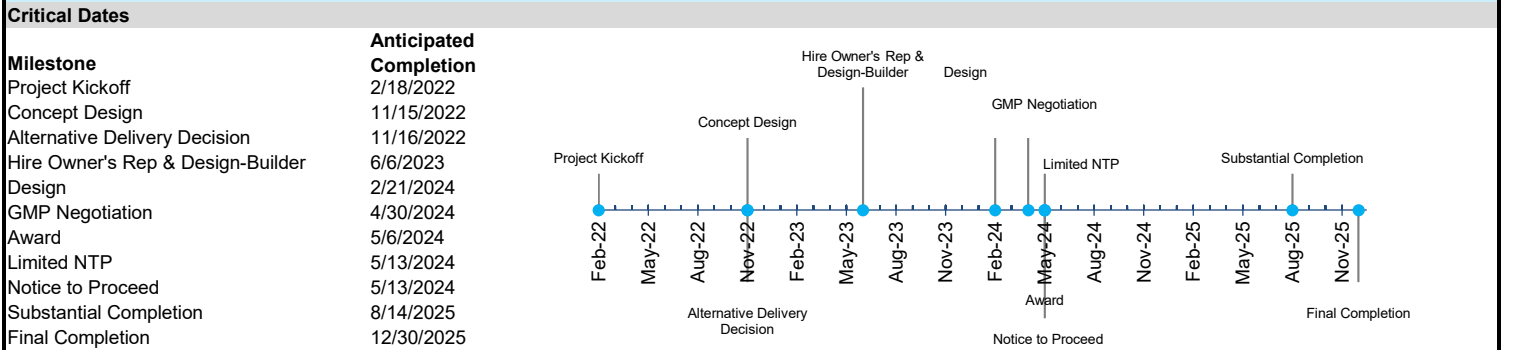 Critical Dates
Milestone Anticipated Completion
Project Kickoff 2/18/2022
Concept Design 11/15/2022
Alternative Delivery Decision 11/16/2022
Hire Owner's Rep & Design-Builder 6/6/2023
Design 2/21/2024
GMP Negotiation 4/30/2024
Award 5/6/2024
Limited NTP 5/13/2024
Notice to Proceed 5/13/2024
Substantial Completion 8/14/2025
Final Completion 12/30/2025
Hire Owner's Rep &
Design-Builder
Design
GMP Negotiation
Concept Design
Project Kickoff
Limited NTP
Substantial Completion
Feb-22
May-22
Aug-22
Nov-22
Feb-23
May-23
Aug-23
Nov-23
Feb-24
May-24
Aug-24
Nov-24
Feb-25
May-25
Aug-25
Nov-25
Award
Alternative Delivery
Decision
Final Completion
Notice to Proceed